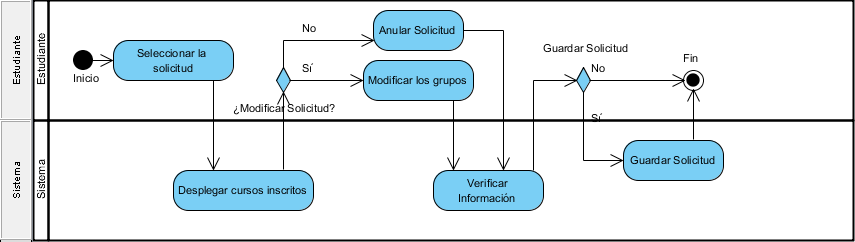 Estudiante
Estudiante
Inicio
Seleccionar la
solicitud
No
Anular Solicitud
Sí
Modificar los grupos
¿Modificar Solicitud?
Guardar Solicitud
No
Fin
Sí
Sistema
Sistoma
Desplegar cursos inscritos
Verificar
Información
Guardar Solicitud